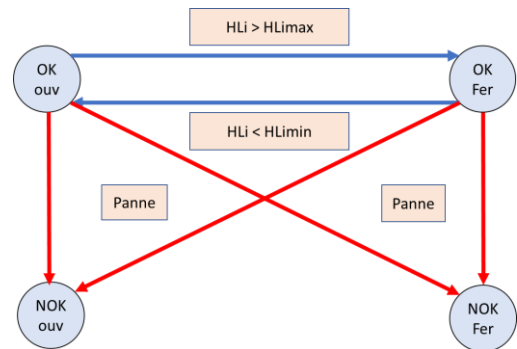 HLi > HLimax
OK
ouv
OK
Fer
HLi < HLimin
Panne
Panne
NOK
ouv
NOK
Fer